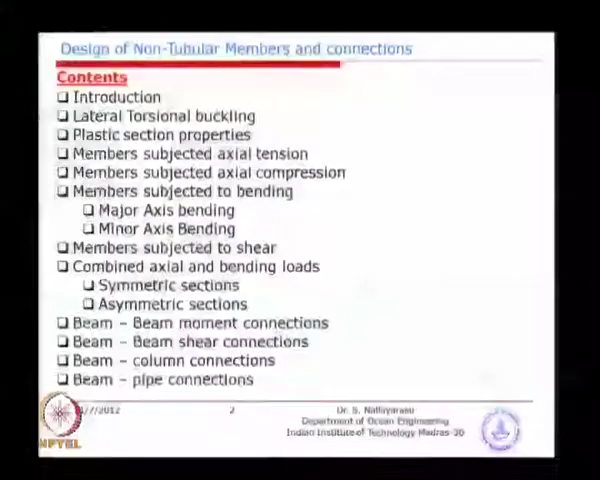 Design of Non-Tubular Members and connections
Contents
❑ Introduction
❑ Lateral Torsional buckling
❑ Plastic section properties
❑ Members subjected axial tension
❑ Members subjected axial compression
❑ Members subjected to bending
❑ Major Axis bending
❑ Minor Axis Bending
❑ Members subjected to shear
❑ Combined axial and bending loads
❑ Symmetric sections
❑ Asymmetric sections
❑ Beam – Beam moment connections
❑ Beam – Beam shear connections
❑ Beam – column connections
❑ Beam – pipe connections
/7/2012
2
Dr. S. Nallayarasu
Department of Ocean Engineering
Indian Institute of Technology Madras-36
NPTEL